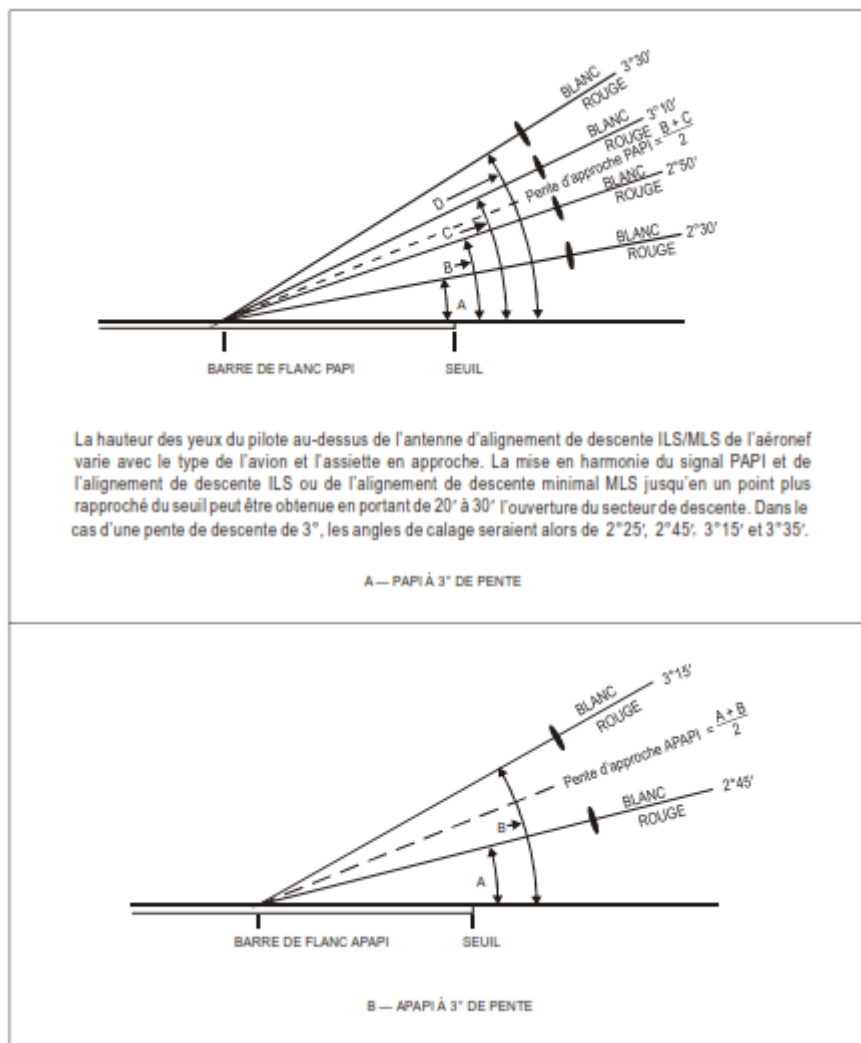 BLANC 3°30'
ROUGE
BLANC 3°10'
ROUGE
Pente d'approche PAPI = B + C
2
BLANC 2°50'
ROUGE
BLANC 2°30'
ROUGE
D
C
B
A
BARRE DE FLANC PAPI SEUIL
La hauteur des yeux du pilote au-dessus de l'antenne d'alignement de descente ILS/MLS de l'aéronef
varie avec le type de l'avion et l'assiette en approche. La mise en harmonie du signal PAPI et de
l'alignement de descente ILS ou de l'alignement de descente minimal MLS jusqu'en un point plus
rapproché du seuil peut être obtenue en portant de 20' à 30' l'ouverture du secteur de descente. Dans le
cas d'une pente de descente de 3°, les angles de calage seraient alors de 2°25', 2°45', 3°15' et 3°35'.
A — PAPI À 3° DE PENTE
BLANC 3°15'
ROUGE
Pente d'approche APAPI = A + B
2
BLANC 2°45'
ROUGE
B
A
BARRE DE FLANC APAPI SEUIL
B — APAPI À 3° DE PENTE